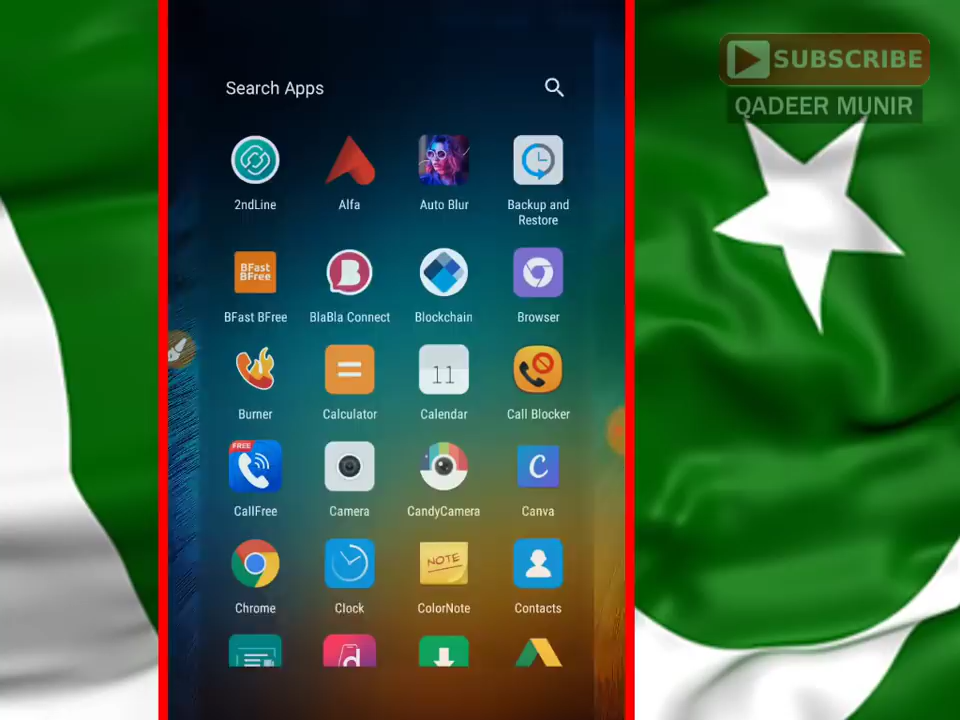 SUBSCRIBE
QADEER MUNIR
Search Apps
2ndLine
Alfa
Auto Blur
Backup and
Restore
BFast
BFree
BFast BFree
BlaBla Connect
Blockchain
Browser
Burner
Calculator
11
Calendar
Call Blocker
FREE
CallFree
Camera
CandyCamera
C
Canva
Chrome
Clock
NOTE
ColorNote
Contacts